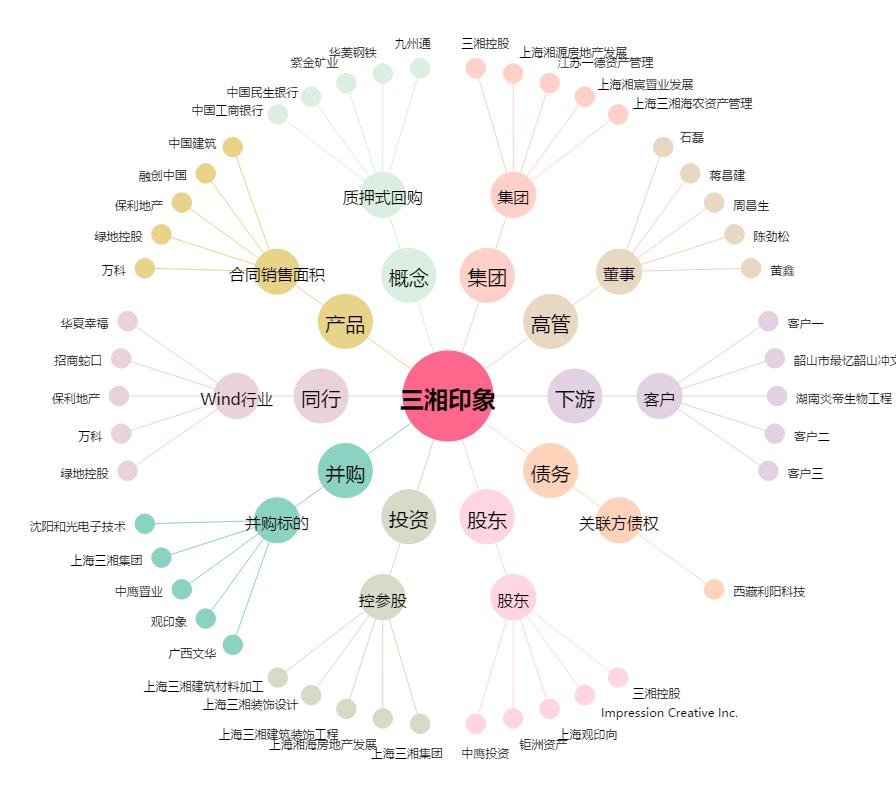 三湘印象
概念
质押式回购
中国工商银行
中国民生银行
紫金矿业
华菱钢铁
九州通
集团
集团
三湘控股
上海湘源房地产发展
江苏一德资产管理
上海湘宸置业发展
上海三湘海农资产管理
高管
董事
石磊
蒋昌建
周昌生
陈劲松
黄鑫
下游
客户
客户一
韶山市最忆韶山冲文
湖南炎帝生物工程
客户二
客户三
债务
关联方债权
西藏利阳科技
股东
股东
三湘控股
Impression Creative Inc.
上海观印向
钜洲资产
中鹰投资
投资
控参股
上海三湘集团
上海湘海房地产发展
上海三湘建筑装饰工程
上海三湘装饰设计
上海三湘建筑材料加工
并购
并购标的
广西文华
观印象
中鹰置业
上海三湘集团
沈阳和光电子技术
同行
Wind行业
绿地控股
万科
保利地产
招商蛇口
华夏幸福
产品
合同销售面积
万科
绿地控股
保利地产
融创中国
中国建筑